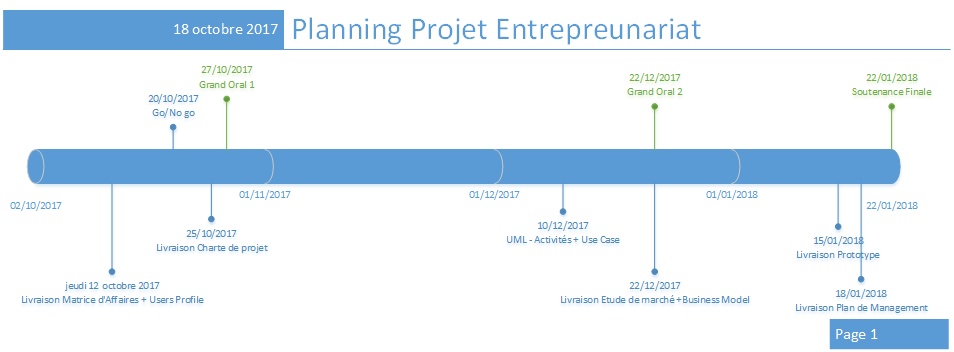 18 octobre 2017
Planning Projet Entrepreunariat
27/10/2017
Grand Oral 1
20/10/2017
Go/No go
22/12/2017
Grand Oral 2
22/01/2018
Soutenance Finale
02/10/2017
01/11/2017
01/12/2017
01/01/2018
22/01/2018
25/10/2017
Livraison Charte de projet
10/12/2017
UML - Activités + Use Case
15/01/2018
Livraison Prototype
jeudi 12 octobre 2017
Livraison Matrice d'Affaires + Users Profile
22/12/2017
Livraison Etude de marché +Business Model
18/01/2018
Livraison Plan de Management
Page 1